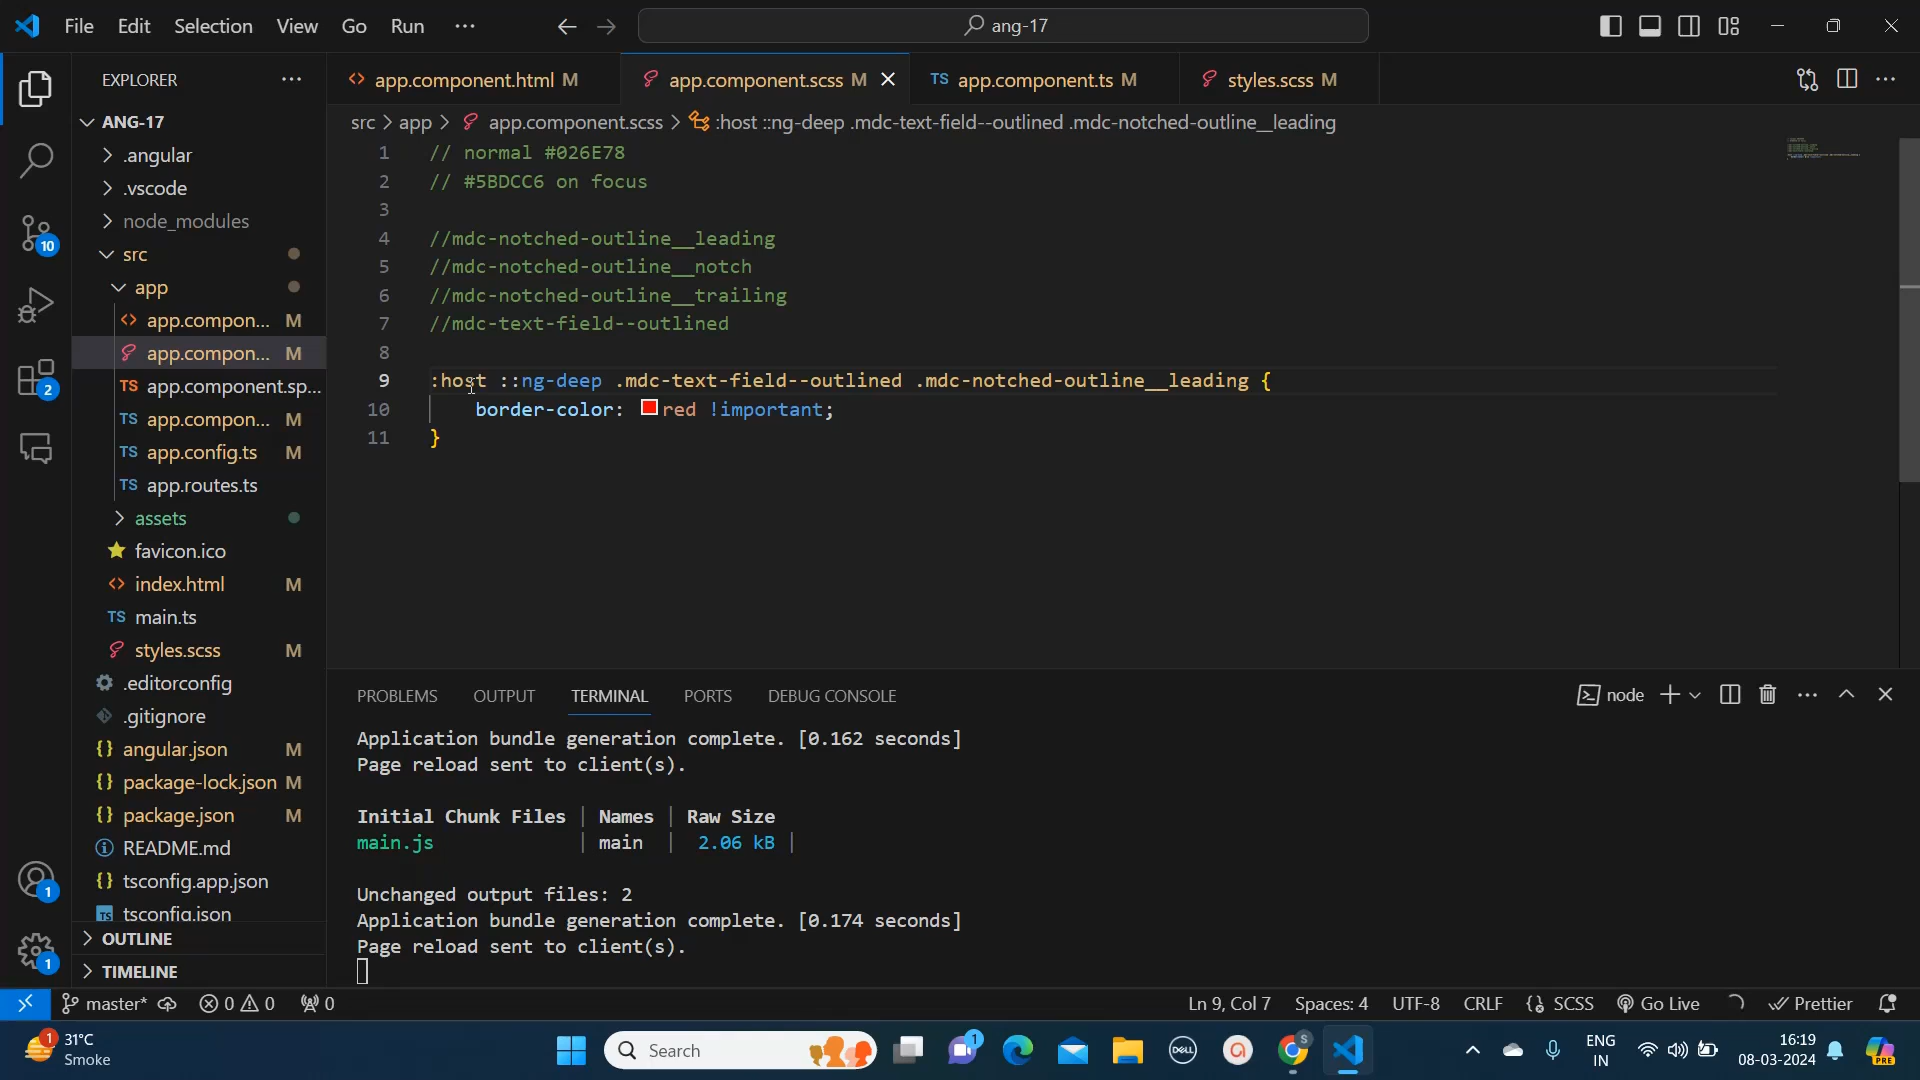 File Edit Selection View Go Run ··· ang-17
EXPLORER
ANG-17
.angular
.vscode
node_modules
src
app
app.compon... M
app.compon... M
TS app.component.sp...
TS app.compon... M
TS app.config.ts M
TS app.routes.ts
assets
favicon.ico
index.html M
TS main.ts
styles.scss M
.editorconfig
.gitignore
{} angular.json M
{} package-lock.json M
{} package.json M
README.md
{} tsconfig.app.json
TS tsconfig.json
OUTLINE
TIMELINE
10
2
1
1
<> app.component.html M app.component.scss M TS app.component.ts M styles.scss M
src > app > app.component.scss > :host ::ng-deep .mdc-text-field--outlined .mdc-notched-outline__leading
1 // normal #026E78
2 // #5BDCC6 on focus
3
4 //mdc-notched-outline__leading
5 //mdc-notched-outline__notch
6 //mdc-notched-outline__trailing
7 //mdc-text-field--outlined
8
9 :host ::ng-deep .mdc-text-field--outlined .mdc-notched-outline__leading {
10 border-color: red !important;
11 }
PROBLEMS OUTPUT TERMINAL PORTS DEBUG CONSOLE node
Application bundle generation complete. [0.162 seconds]
Page reload sent to client(s).
Initial Chunk Files | Names | Raw Size
main.js | main | 2.06 kB |
Unchanged output files: 2
Application bundle generation complete. [0.174 seconds]
Page reload sent to client(s).
master* 0 0 0 Ln 9, Col 7 Spaces: 4 UTF-8 CRLF {} SCSS Go Live Prettier
1 31°C
Smoke
Search
1
DELL
a
S
ENG
IN
16:19
08-03-2024
PRE